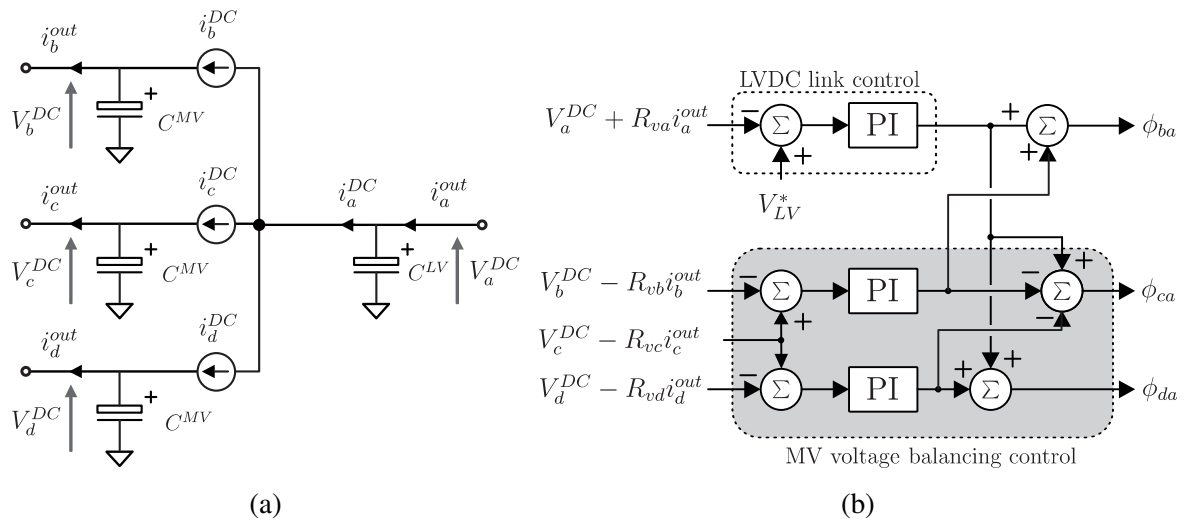 i_b^{out}
i_b^{DC}
V_b^{DC}
+
C^{MV}
i_c^{out}
i_c^{DC}
V_c^{DC}
+
C^{MV}
i_a^{DC}
i_a^{out}
+
C^{LV}
V_a^{DC}
i_d^{out}
i_d^{DC}
V_d^{DC}
+
C^{MV}
(a)
LVDC link control
V_a^{DC} + R_{va} i_a^{out}
−
Σ
+
PI
V_{LV}^*
+
+
Σ
ϕ_{ba}
V_b^{DC} − R_{vb} i_b^{out}
−
Σ
+
PI
−
+
−
Σ
ϕ_{ca}
V_c^{DC} − R_{vc} i_c^{out}
V_d^{DC} − R_{vd} i_d^{out}
−
Σ
PI
+
+
Σ
ϕ_{da}
MV voltage balancing control
(b)